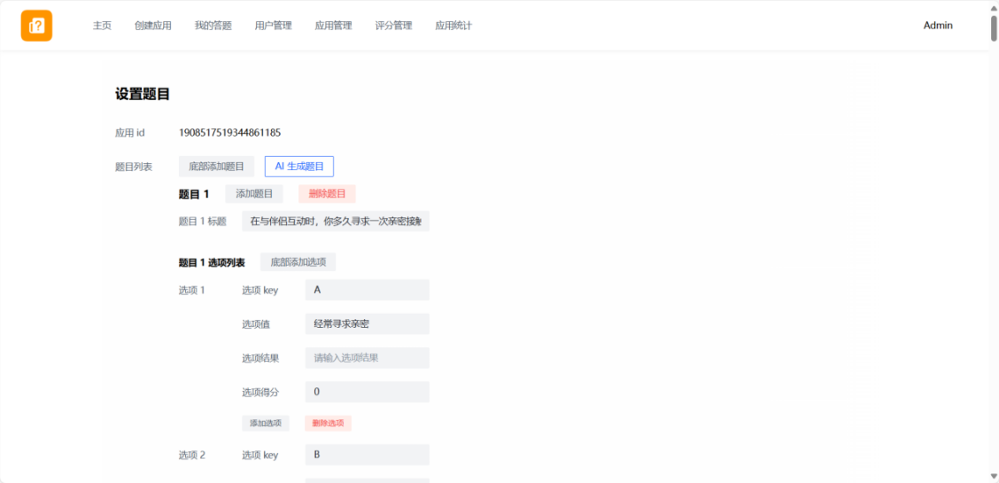 主页 创建应用 我的答题 用户管理 应用管理 评分管理 应用统计 Admin
设置题目
应用 id 1908517519344861185
题目列表 底部添加题目 AI 生成题目
题目 1 添加题目 删除题目
题目 1 标题 在与伴侣互动时，你多久寻求一次亲密接触
题目 1 选项列表 底部添加选项
选项 1 选项 key A
选项值 经常寻求亲密
选项结果 请输入选项结果
选项得分 0
添加选项 删除选项
选项 2 选项 key B